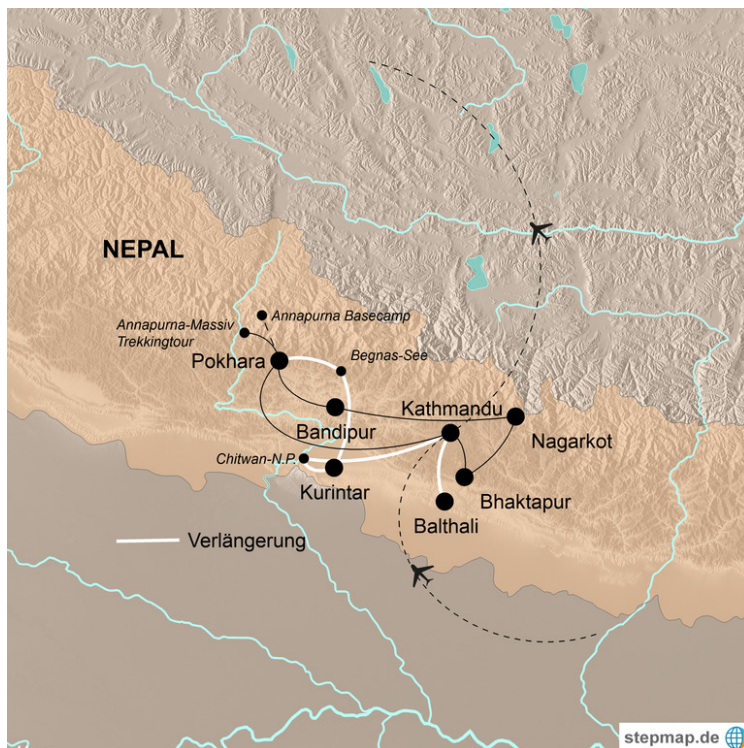 NEPAL
Annapurna Basecamp
Annapurna-Massiv
Trekkingtour
Pokhara
Begnas-See
Kathmandu
Bandipur
Nagarkot
Chitwan-N.P.
Kurintar
Bhaktapur
Balthali
Verlängerung
stepmap.de